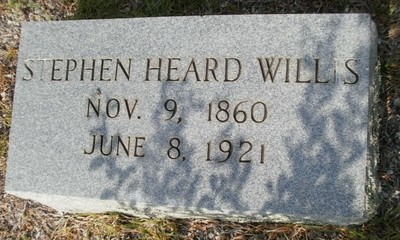 STEPHEN HEARD WILLIS
NOV. 9, 1860
JUNE 8, 1921